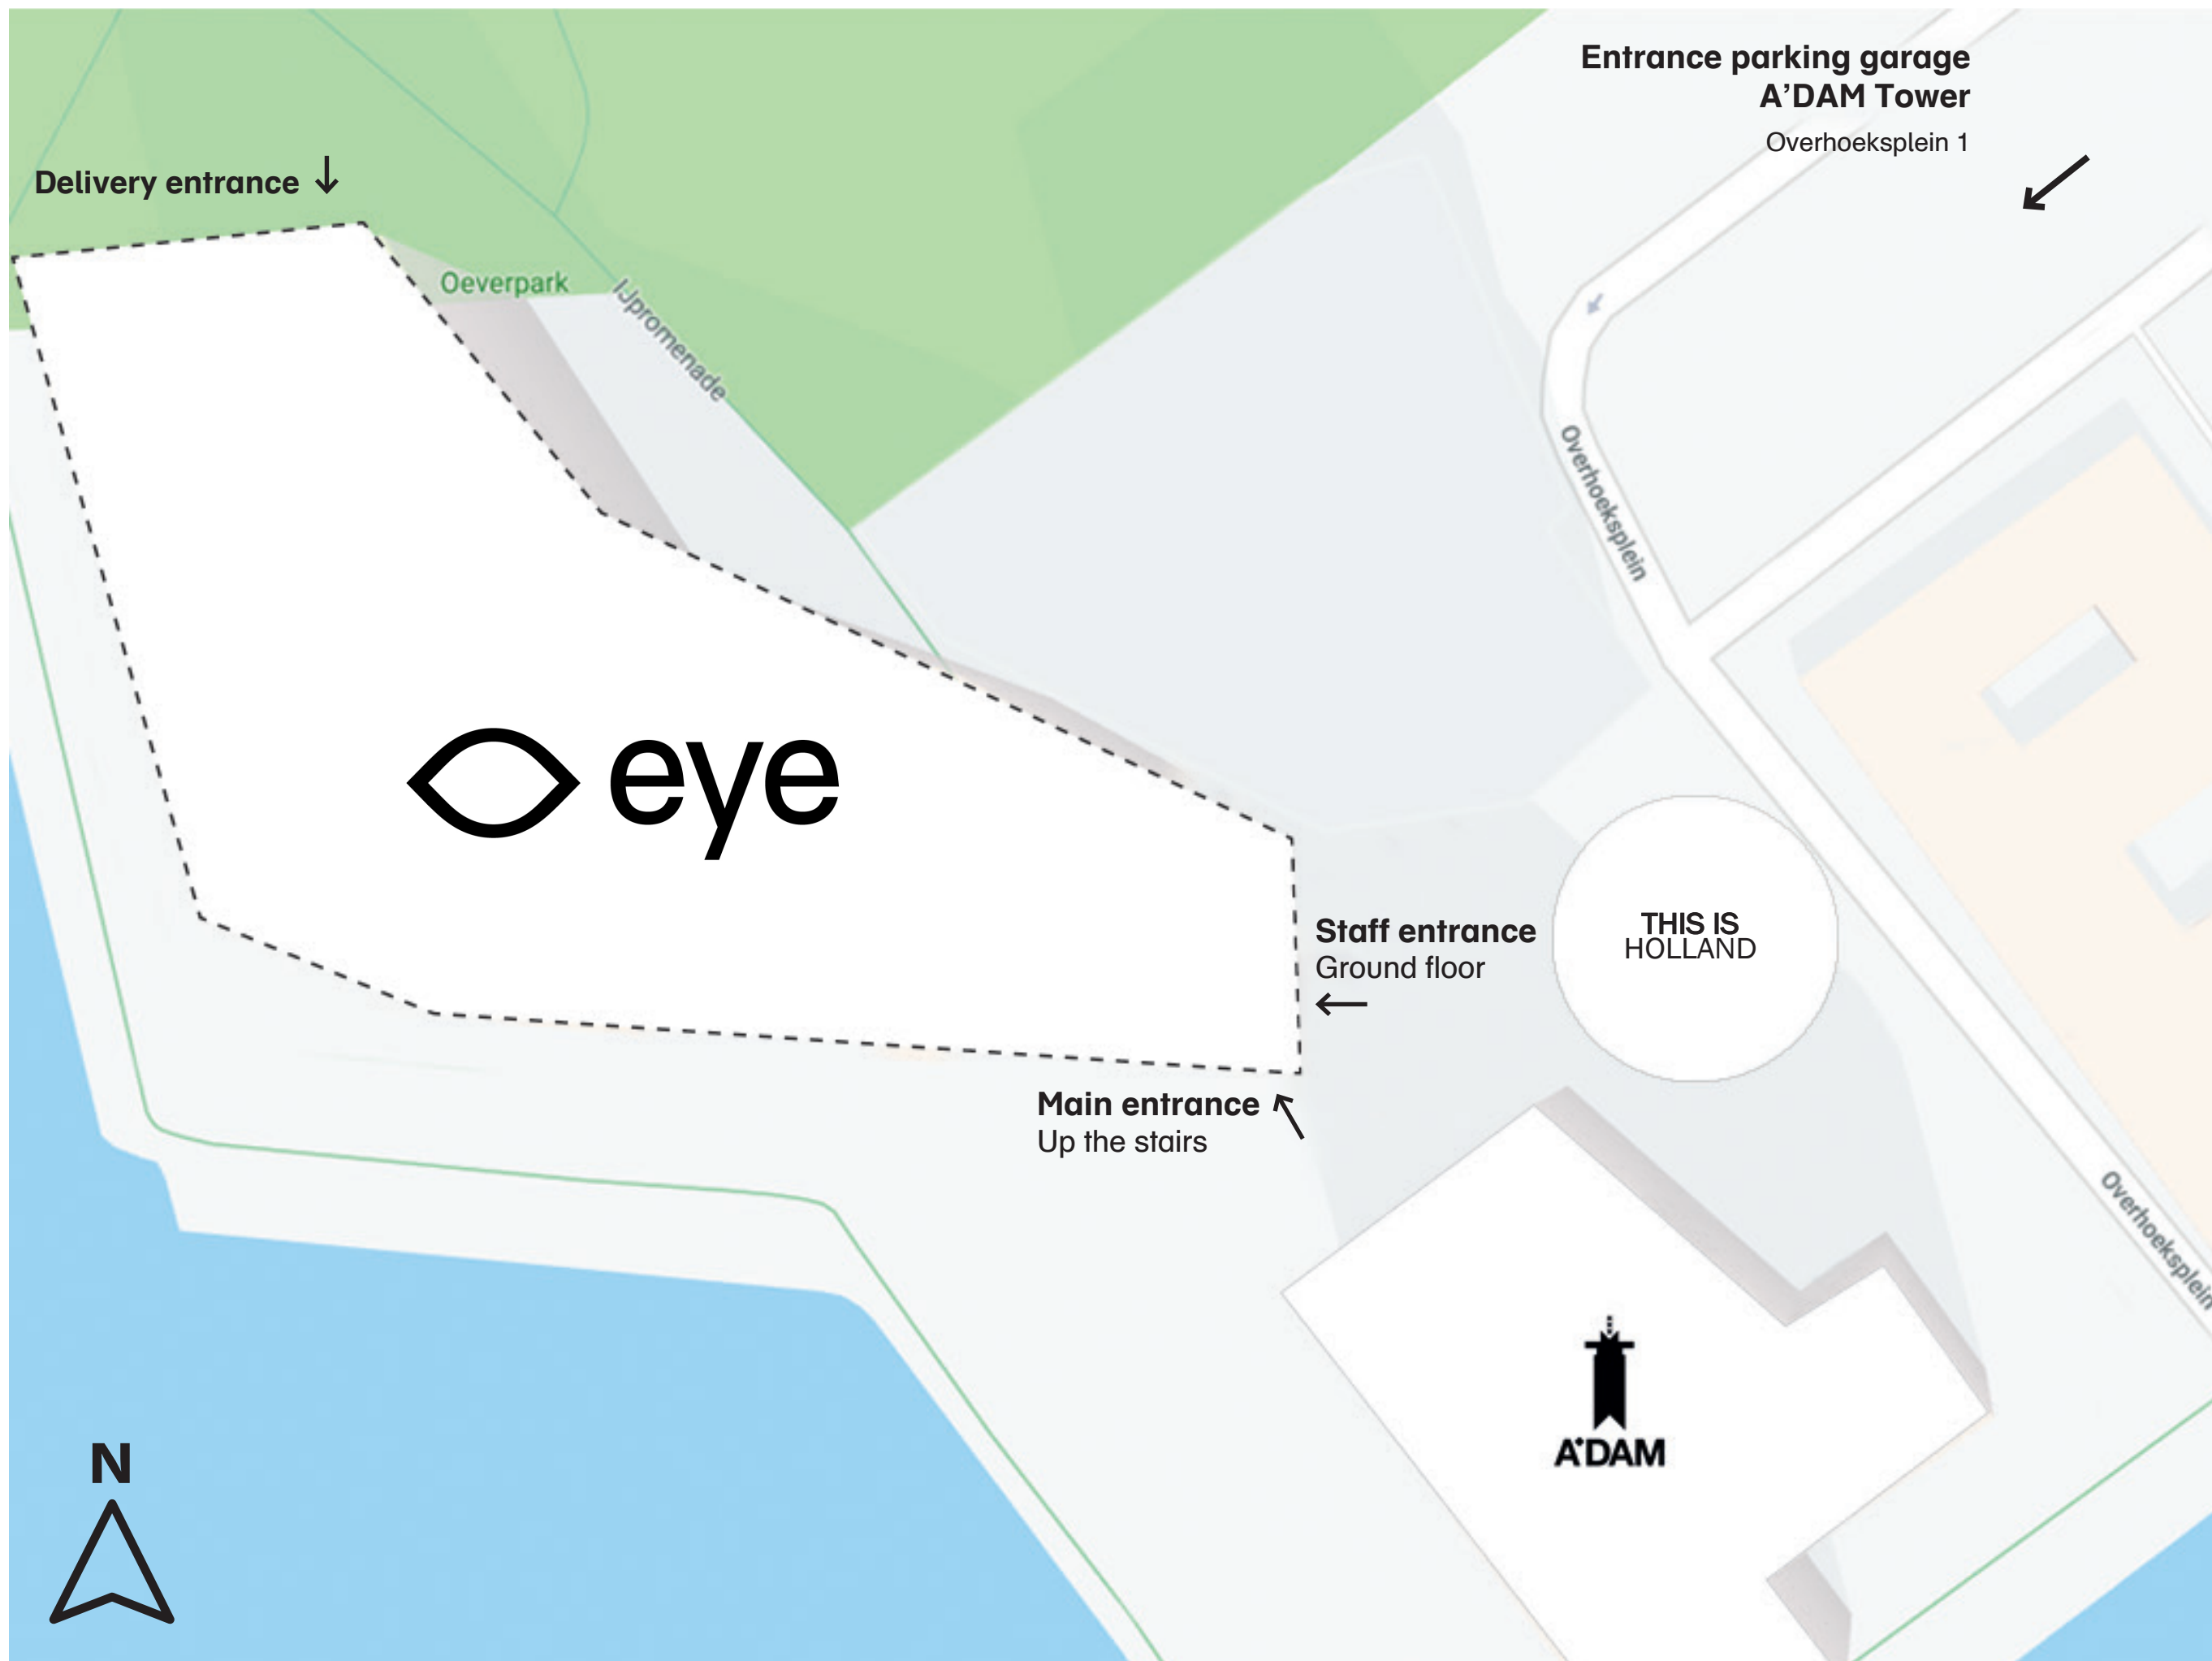 Entrance parking garage
A’DAM Tower
Overhoeksplein 1
Delivery entrance
Oeverpark
IJpromenade
Overhoeksplein
eye
Staff entrance
Ground floor
THIS IS
HOLLAND
Main entrance
Up the stairs
Overhoeksplein
A'DAM
N